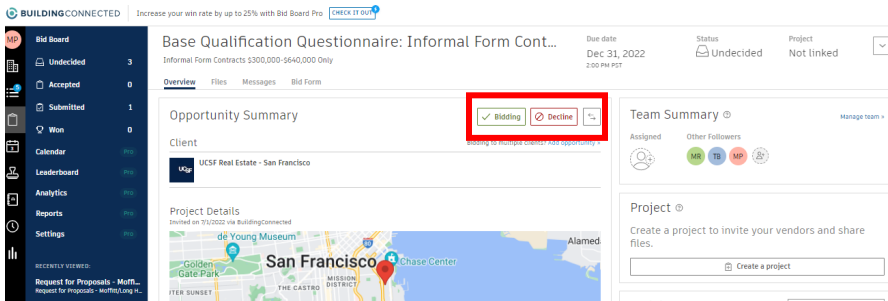 BUILDINGCONNECTED
Increase your win rate by up to 25% with Bid Board Pro
CHECK IT OUT
MP
Bid Board
Undecided 3
Accepted 0
Submitted 1
Won 0
Calendar Pro
Leaderboard Pro
Analytics Pro
Reports Pro
Settings Pro
RECENTLY VIEWED:
Request for Proposals - Moffi...
Request for Proposals - Moffitt/Long H...
Base Qualification Questionnaire: Informal Form Cont...
Informal Form Contracts $300,000-$640,000 Only
Due date
Dec 31, 2022
2:00 PM PST
Status
Undecided
Project
Not linked
Overview Files Messages Bid Form
Opportunity Summary
Bidding
Decline
Client
Bidding to multiple clients? Add opportunity >
UCSF
UCSF Real Estate - San Francisco
Project Details
Invited on 7/1/2022 via BuildingConnected
de Young Museum
80
Golden
Gate Park
San Francisco
Chase Center
MISSION
DISTRICT
THE CASTRO
Alamed
Team Summary
Manage team >
Assigned
Other Followers
MR TB MP
Project
Create a project to invite your vendors and share
files.
Create a project